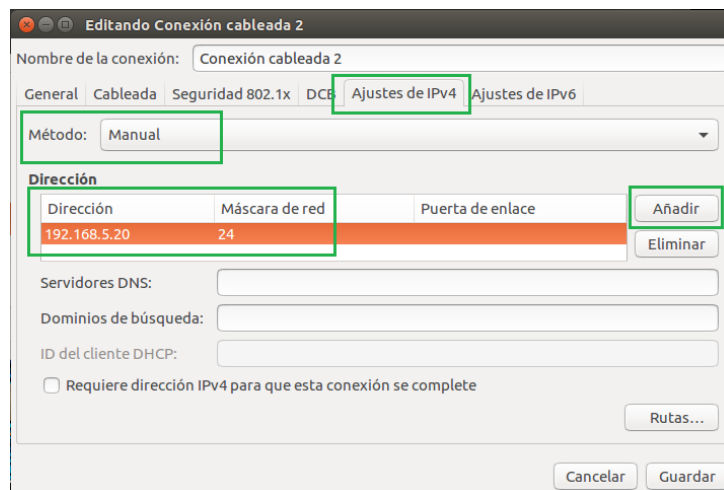 Editando Conexión cableada 2
Nombre de la conexión: Conexión cableada 2
General Cableada Seguridad 802.1x DCB Ajustes de IPv4 Ajustes de IPv6
Método: Manual
Dirección
Dirección Máscara de red Puerta de enlace Añadir
192.168.5.20 24
Eliminar
Servidores DNS:
Dominios de búsqueda:
ID del cliente DHCP:
Requiere dirección IPv4 para que esta conexión se complete
Rutas...
Cancelar Guardar